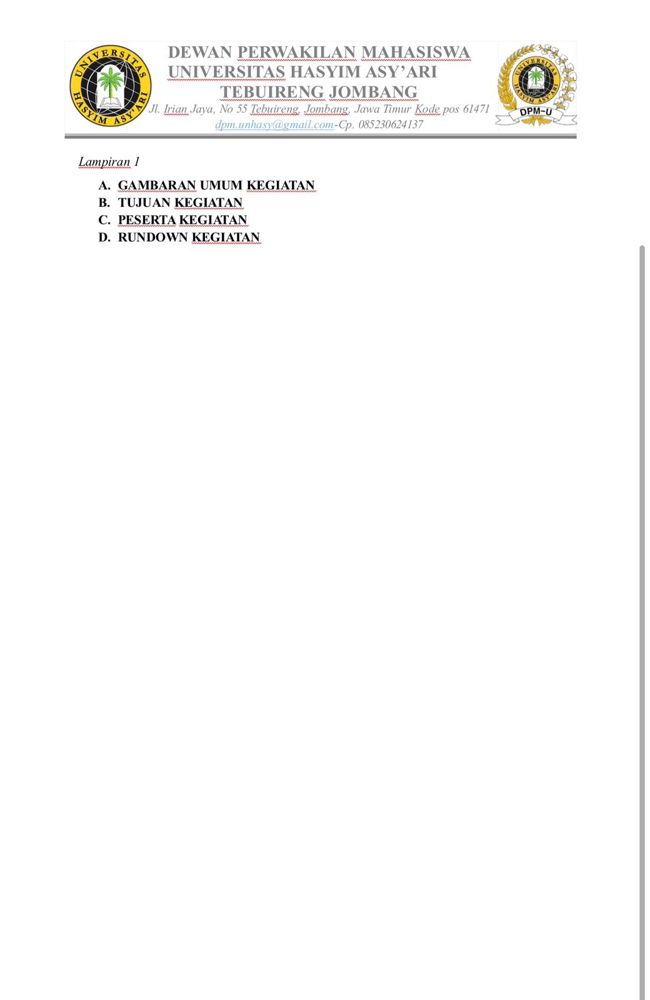 DEWAN PERWAKILAN MAHASISWA
UNIVERSITAS HASYIM ASY’ARI
TEBUIRENG JOMBANG
Jl. Irian Jaya, No 55 Tebuireng, Jombang, Jawa Timur Kode pos 61471
dpm.unhasy@gmail.com-Cp. 085230624137
UNIVERSITAS
HASYIM ASY'ARI
UNIVERSITAS
HASYIM ASY'ARI
DPM
DPM-U
Lampiran 1
A. GAMBARAN UMUM KEGIATAN
B. TUJUAN KEGIATAN
C. PESERTA KEGIATAN
D. RUNDOWN KEGIATAN